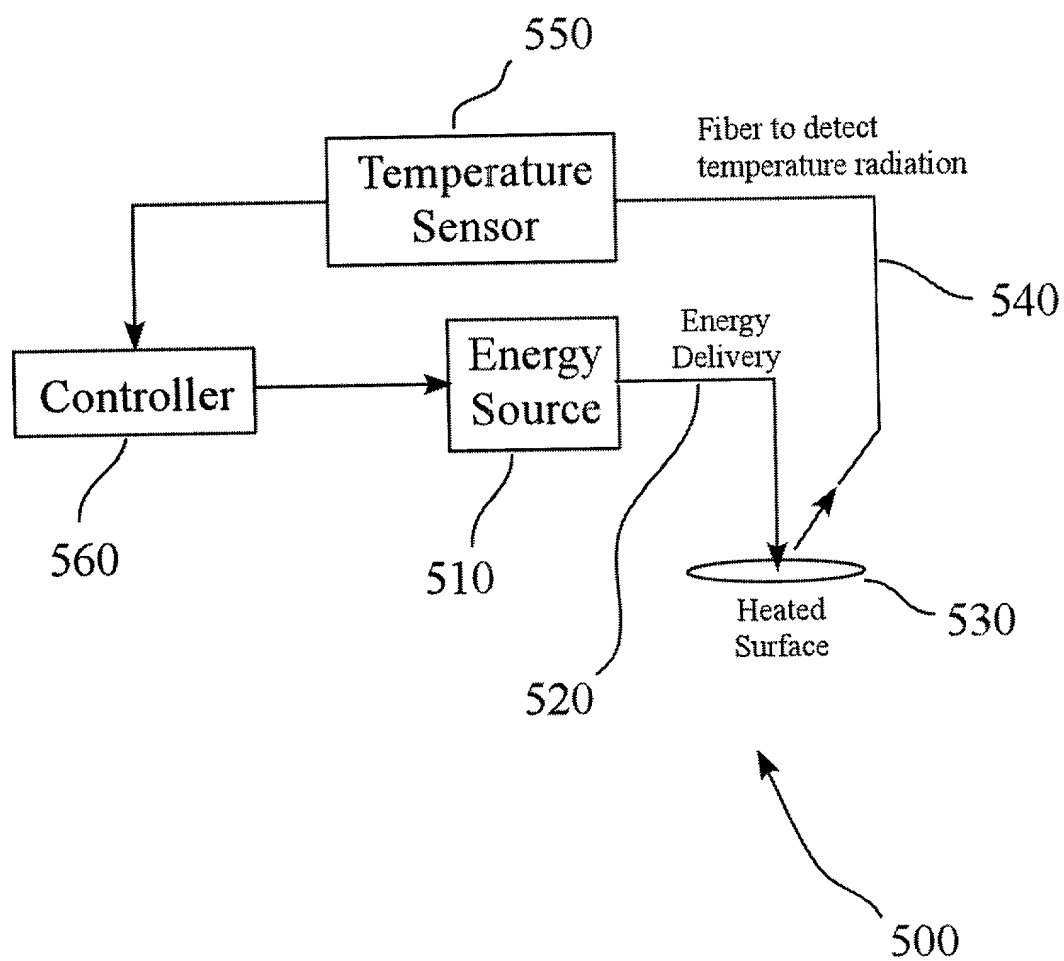 550
Fiber to detect
temperature radiation
Temperature
Sensor
540
Energy
Delivery
Energy
Source
Controller
560
510
530
Heated
Surface
520
500